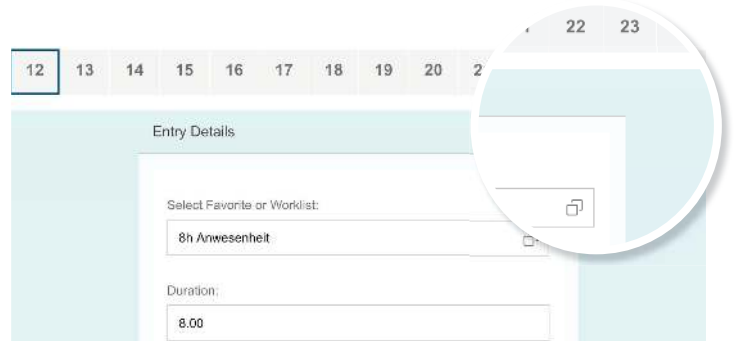 22 23
12 13 14 15 16 17 18 19 20
Entry Details
Select Favorite or Worklist:
8h Anwesenheit
Duration:
8.00